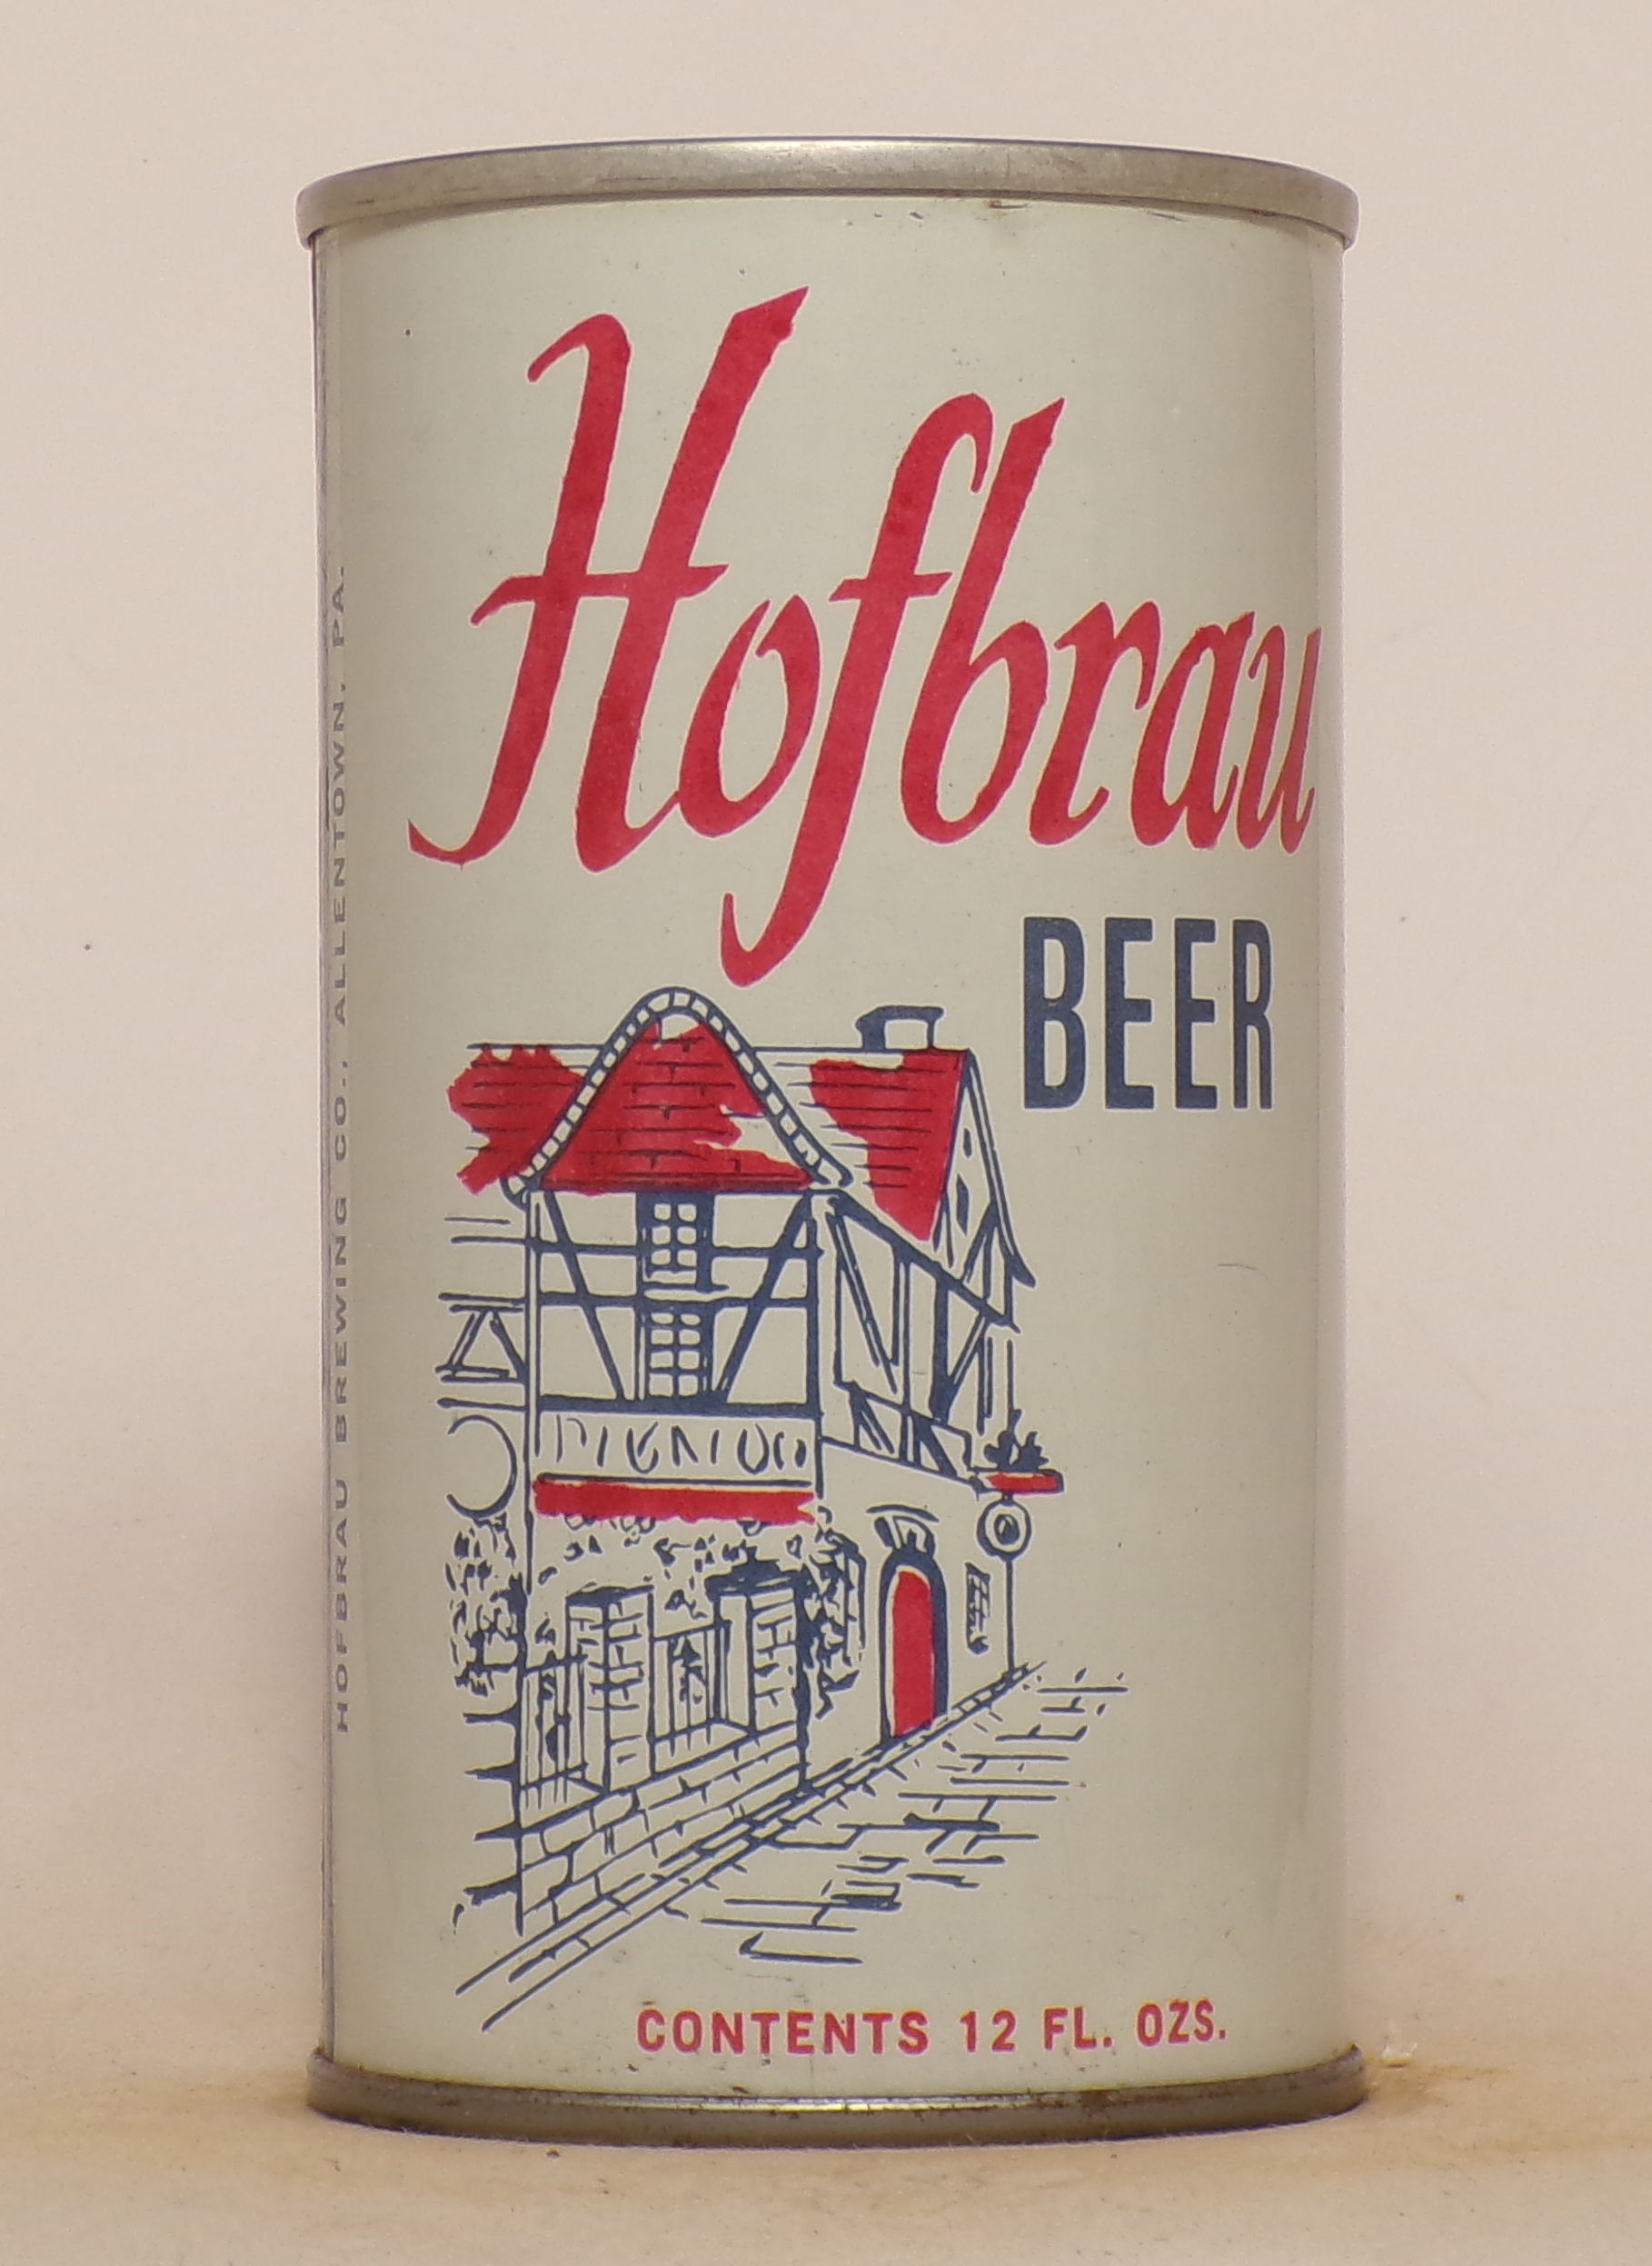 Hofbrau
BEER
HOFBRAU BREWING CO., ALLENTOWN, PA.
CONTENTS 12 FL. OZS.